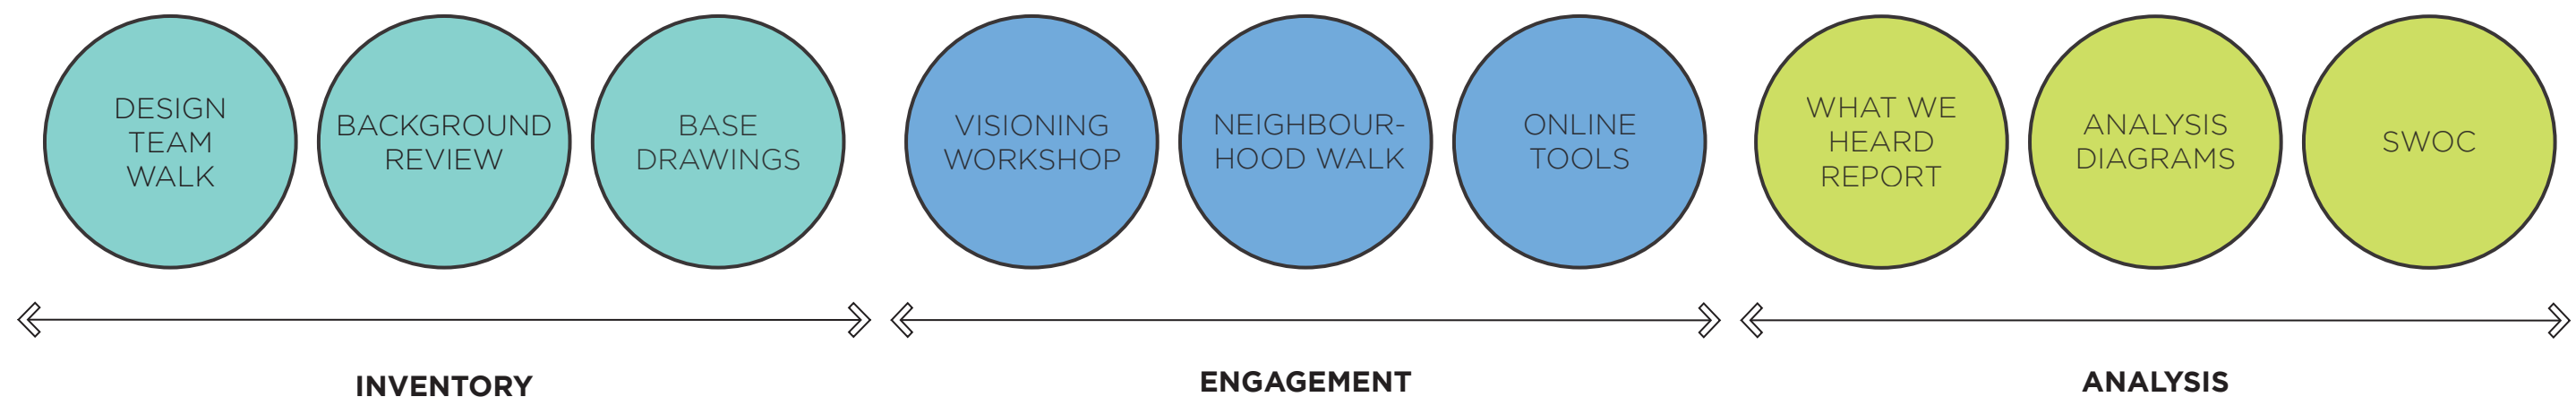 DESIGN
TEAM
WALK
BACKGROUND
REVIEW
BASE
DRAWINGS
VISIONING
WORKSHOP
NEIGHBOUR-
HOOD WALK
ONLINE
TOOLS
WHAT WE
HEARD
REPORT
ANALYSIS
DIAGRAMS
SWOC
INVENTORY
ENGAGEMENT
ANALYSIS